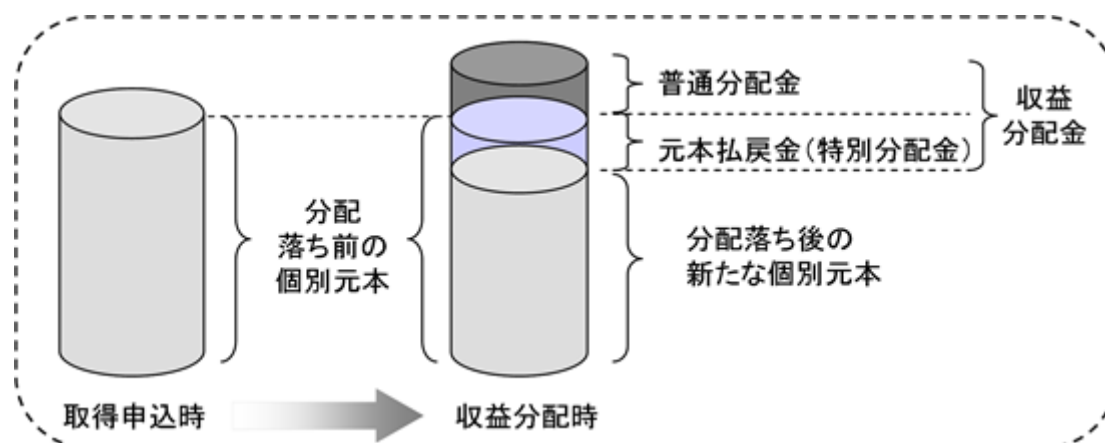 普通分配金
収益
分配金
元本払戻金(特別分配金)
分配
落ち前の
個別元本
分配落ち後の
新たな個別元本
取得申込時
収益分配時